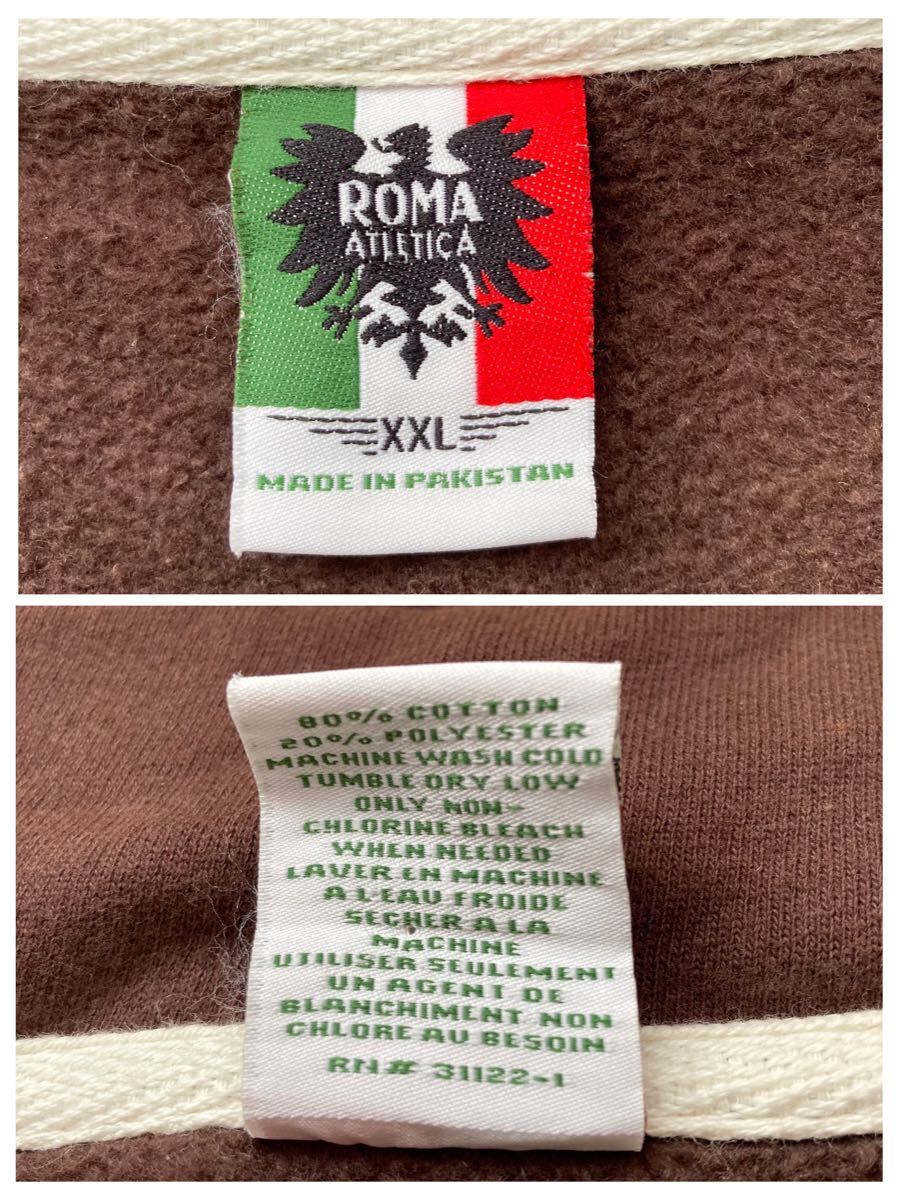 ROMA
ATLETICA
XXL
MADE IN PAKISTAN
80% COTTON
20% POLYESTER
MACHINE WASH COLD
TUMBLE DRY LOW
ONLY NON-
CHLORINE BLEACH
WHEN NEEDED
LAVER EN MACHINE
A L'EAU FROIDE
SECHER A LA
MACHINE
UTILISER SEULEMENT
UN AGENT DE
BLANCHIMENT NON
CHLORE AU BESOIN
RN# 31122-1